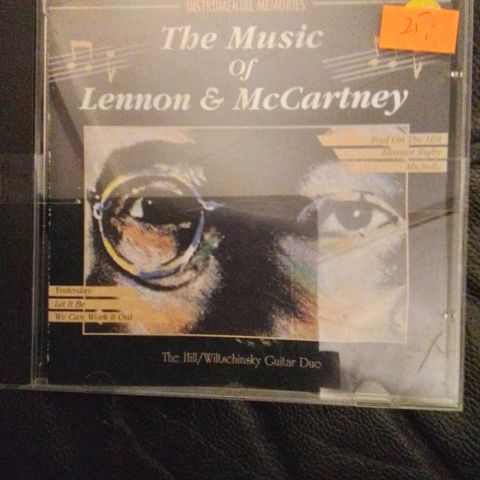 INSTRUMENTAL MEMORIES
25,-
The Music
Of
Lennon & McCartney
Fool On The Hill
Eleanor Rigby
Michelle
Yesterday
Let It Be
We Can Work It Out
The Hill/Wiltschinsky Guitar Duo